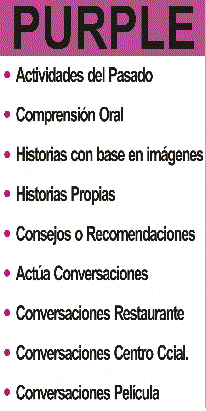 PURPLE
• Actividades del Pasado
• Comprensión Oral
• Historias con base en imágenes
• Historias Propias
• Consejos o Recomendaciones
• Actúa Conversaciones
• Conversaciones Restaurante
• Conversaciones Centro Ccial.
• Conversaciones Película